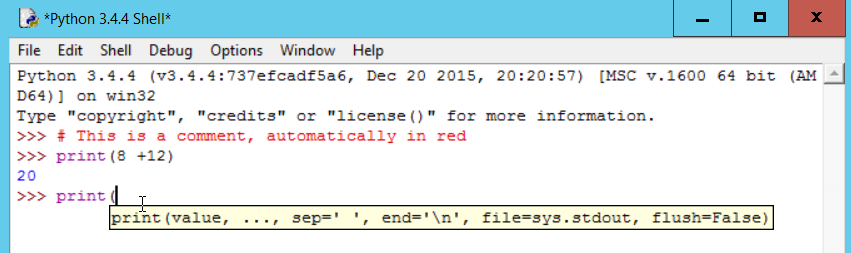 *Python 3.4.4 Shell*
File Edit Shell Debug Options Window Help
Python 3.4.4 (v3.4.4:737efcadf5a6, Dec 20 2015, 20:20:57) [MSC v.1600 64 bit (AM
D64)] on win32
Type "copyright", "credits" or "license()" for more information.
>>> # This is a comment, automatically in red
>>> print(8 +12)
20
>>> print(
print(value, ..., sep=' ', end='\n', file=sys.stdout, flush=False)